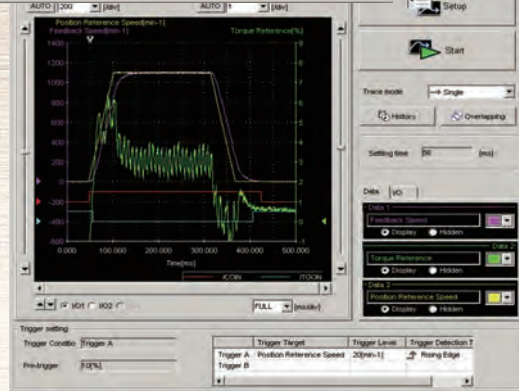 AUTO 200 [/div] AUTO 1 [/div]
Setup
Position Reference Speed[min-1]
Feedback Speed[min-1] Torque Reference[%]
1400 9
1200 8
1000 7
800 6
600 5
400 4
200 3
0 2
-200
-400 0
-600 -1
0.000 100.000 200.000 300.000 400.000 500.000
Time[ms]
/COIN /TGON
I/O1 I/O2 FULL [ms/div]
Start
Trace mode Single
History Overlapping
Settling time [ms]
Data I/O
Data 1
Feedback Speed
Display Hidden
Data 2
Torque Reference
Display Hidden
Data 3
Position Reference Speed
Display Hidden
Trigger setting
Trigger Conditio Trigger A
Pre-trigger 10[%]
Trigger Target Trigger Level Trigger Detection T
Trigger A Position Reference Speed 20[min-1] Rising Edge
Trigger B